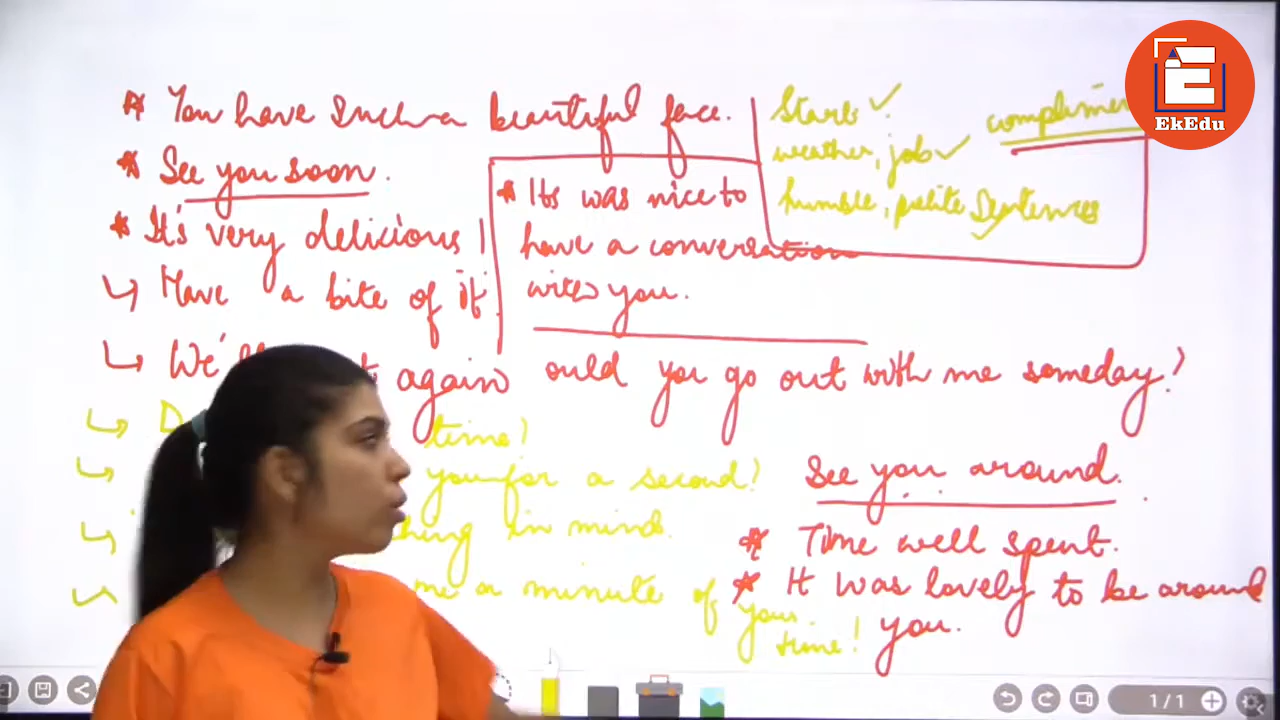 You have such a beautiful face.
See you soon.
It's very delicious
Have a bite of it
We'll again
time?
you for a second?
in mind.
me a minute of your time!
Its was nice to
have a conversation
with you.
ould you go out with me someday?
Stars ✓
weather, job ✓
humble, polite Sentences
complimen
See you around.
Time well spent.
It was lovely to be around
you.
EkEdu
1/1